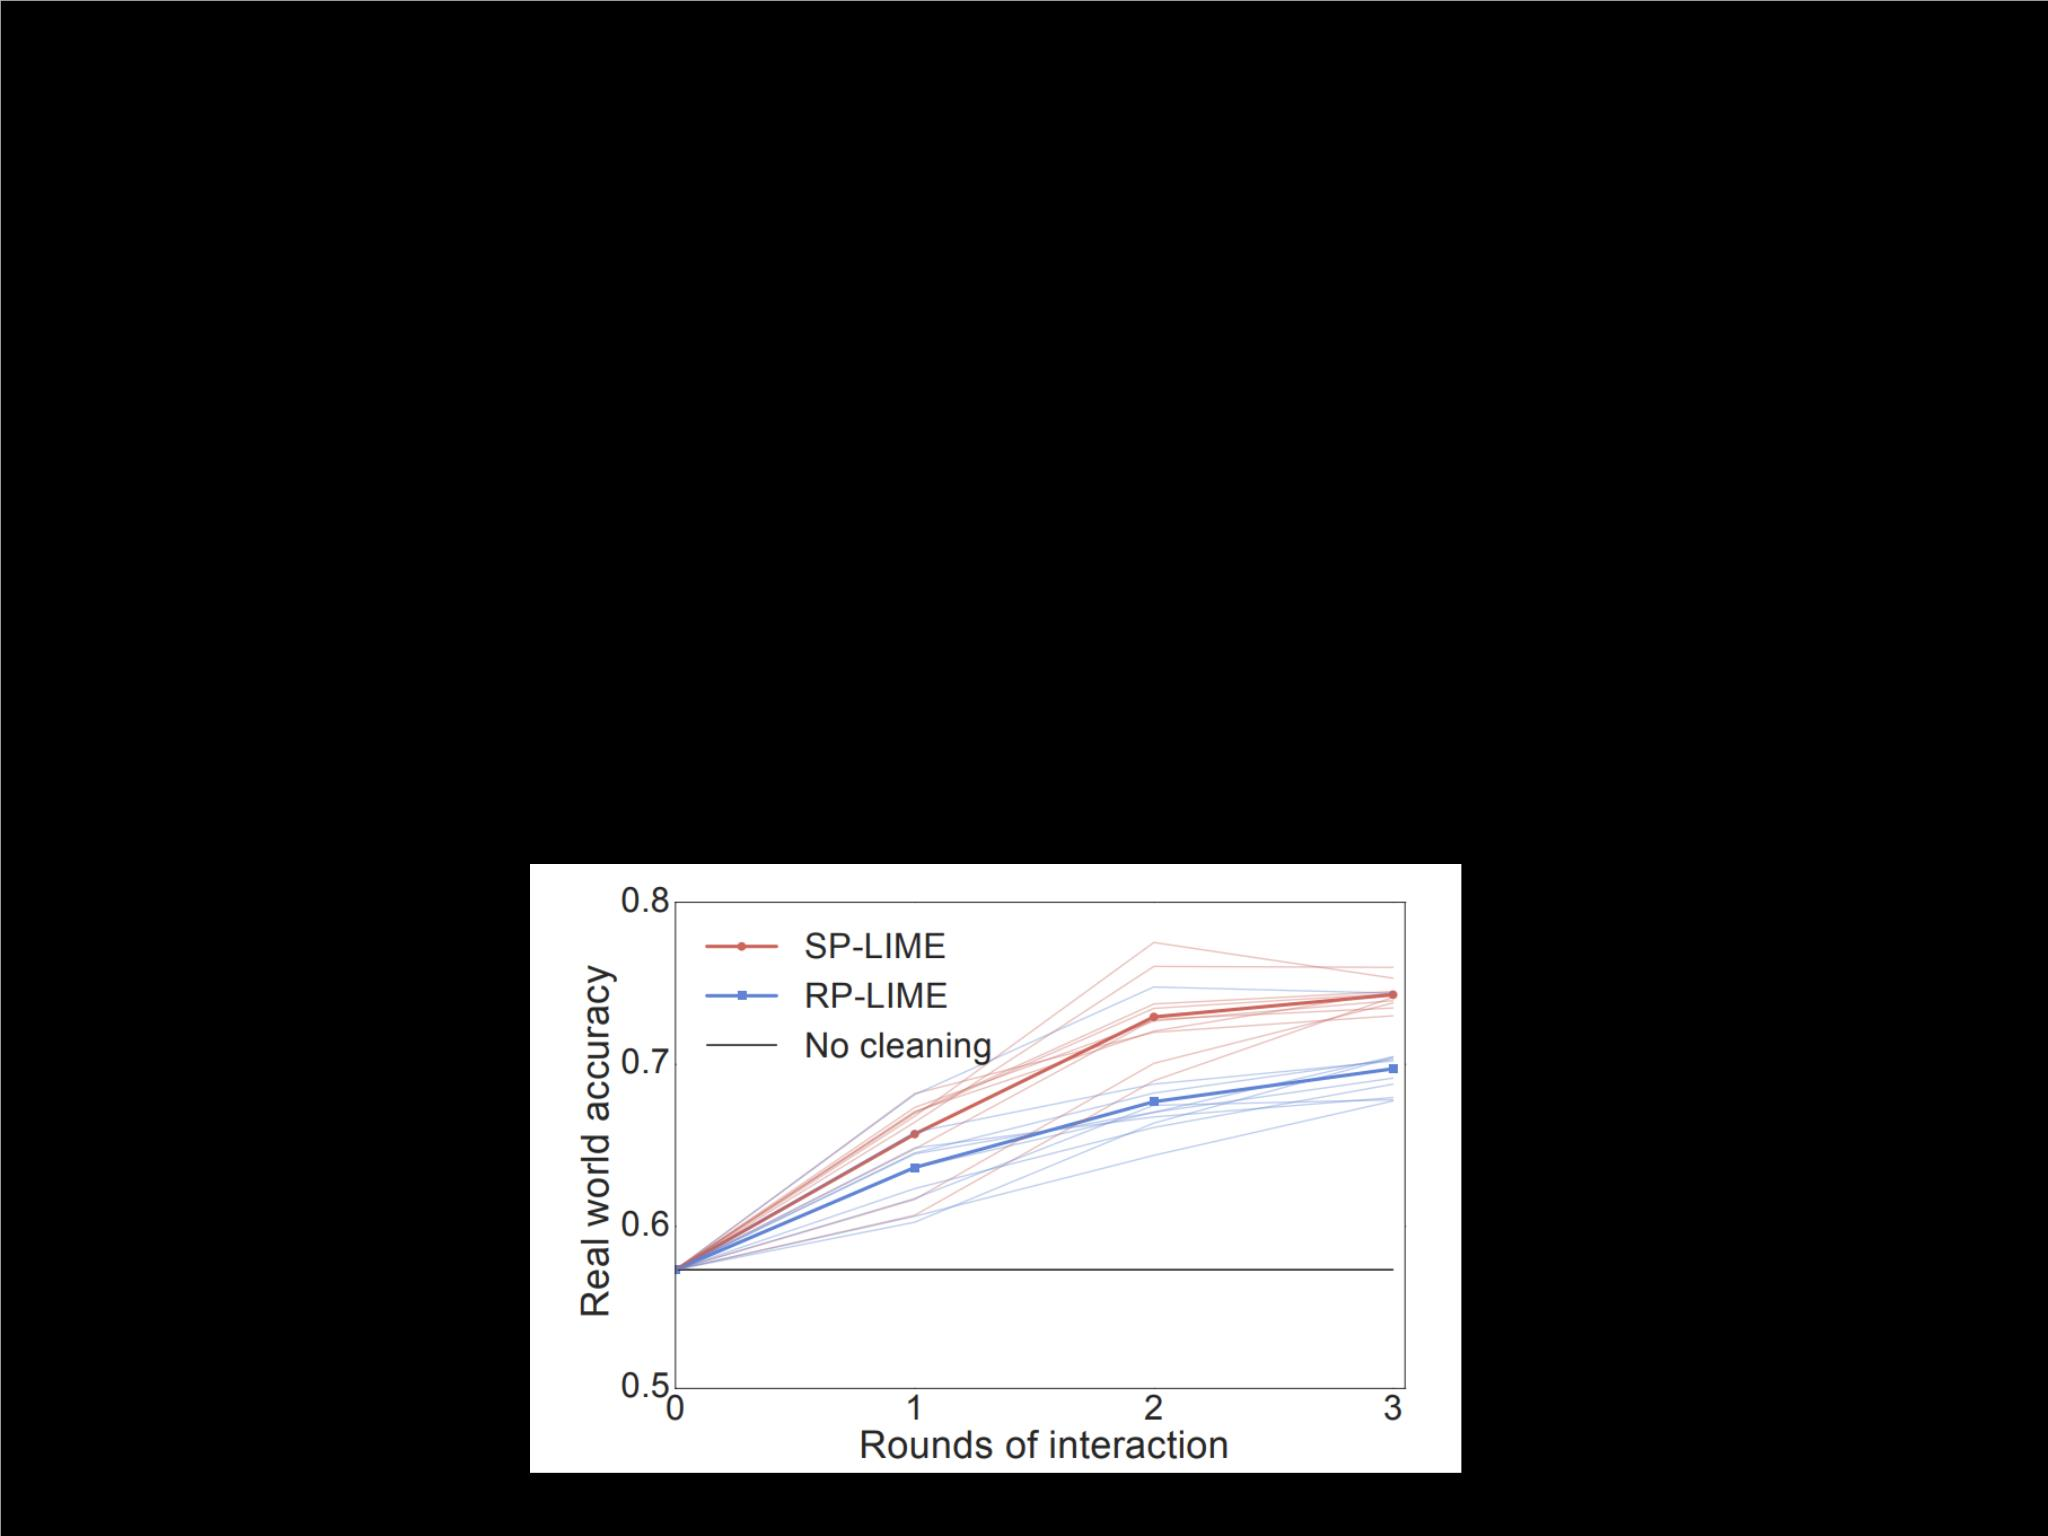 0.8
SP-LIME
RP-LIME
No cleaning
0.7
0.6
0.5
Real world accuracy
0 1 2 3
Rounds of interaction